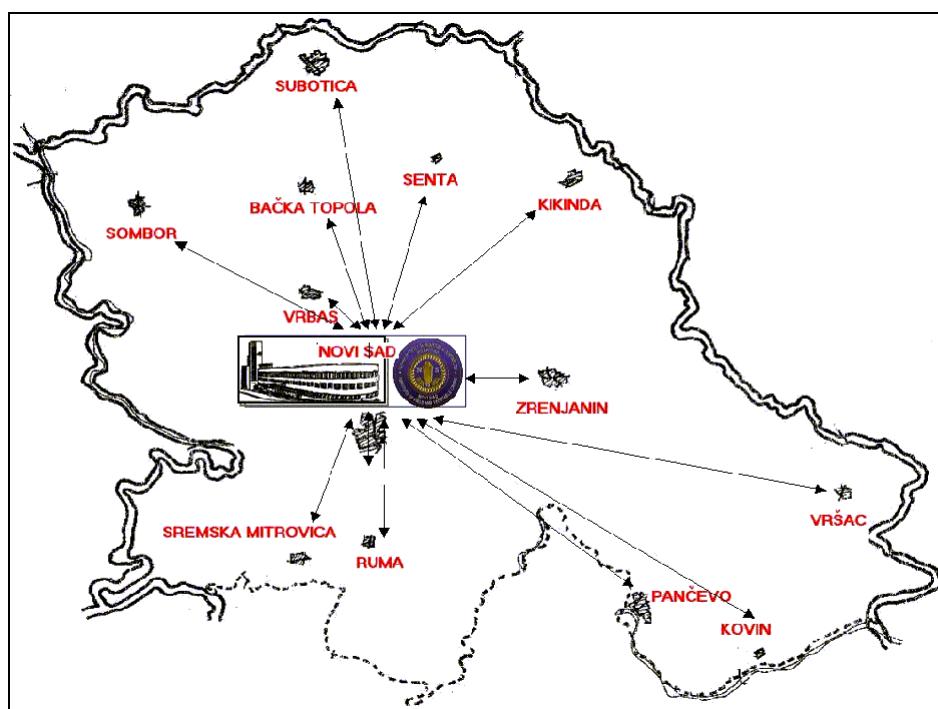 SUBOTICA
SENTA
KIKINDA
BAČKA TOPOLA
SOMBOR
VRBAS
NOVI SAD
ZRENJANIN
VRŠAC
SREMSKA MITROVICA
RUMA
PANČEVO
KOVIN